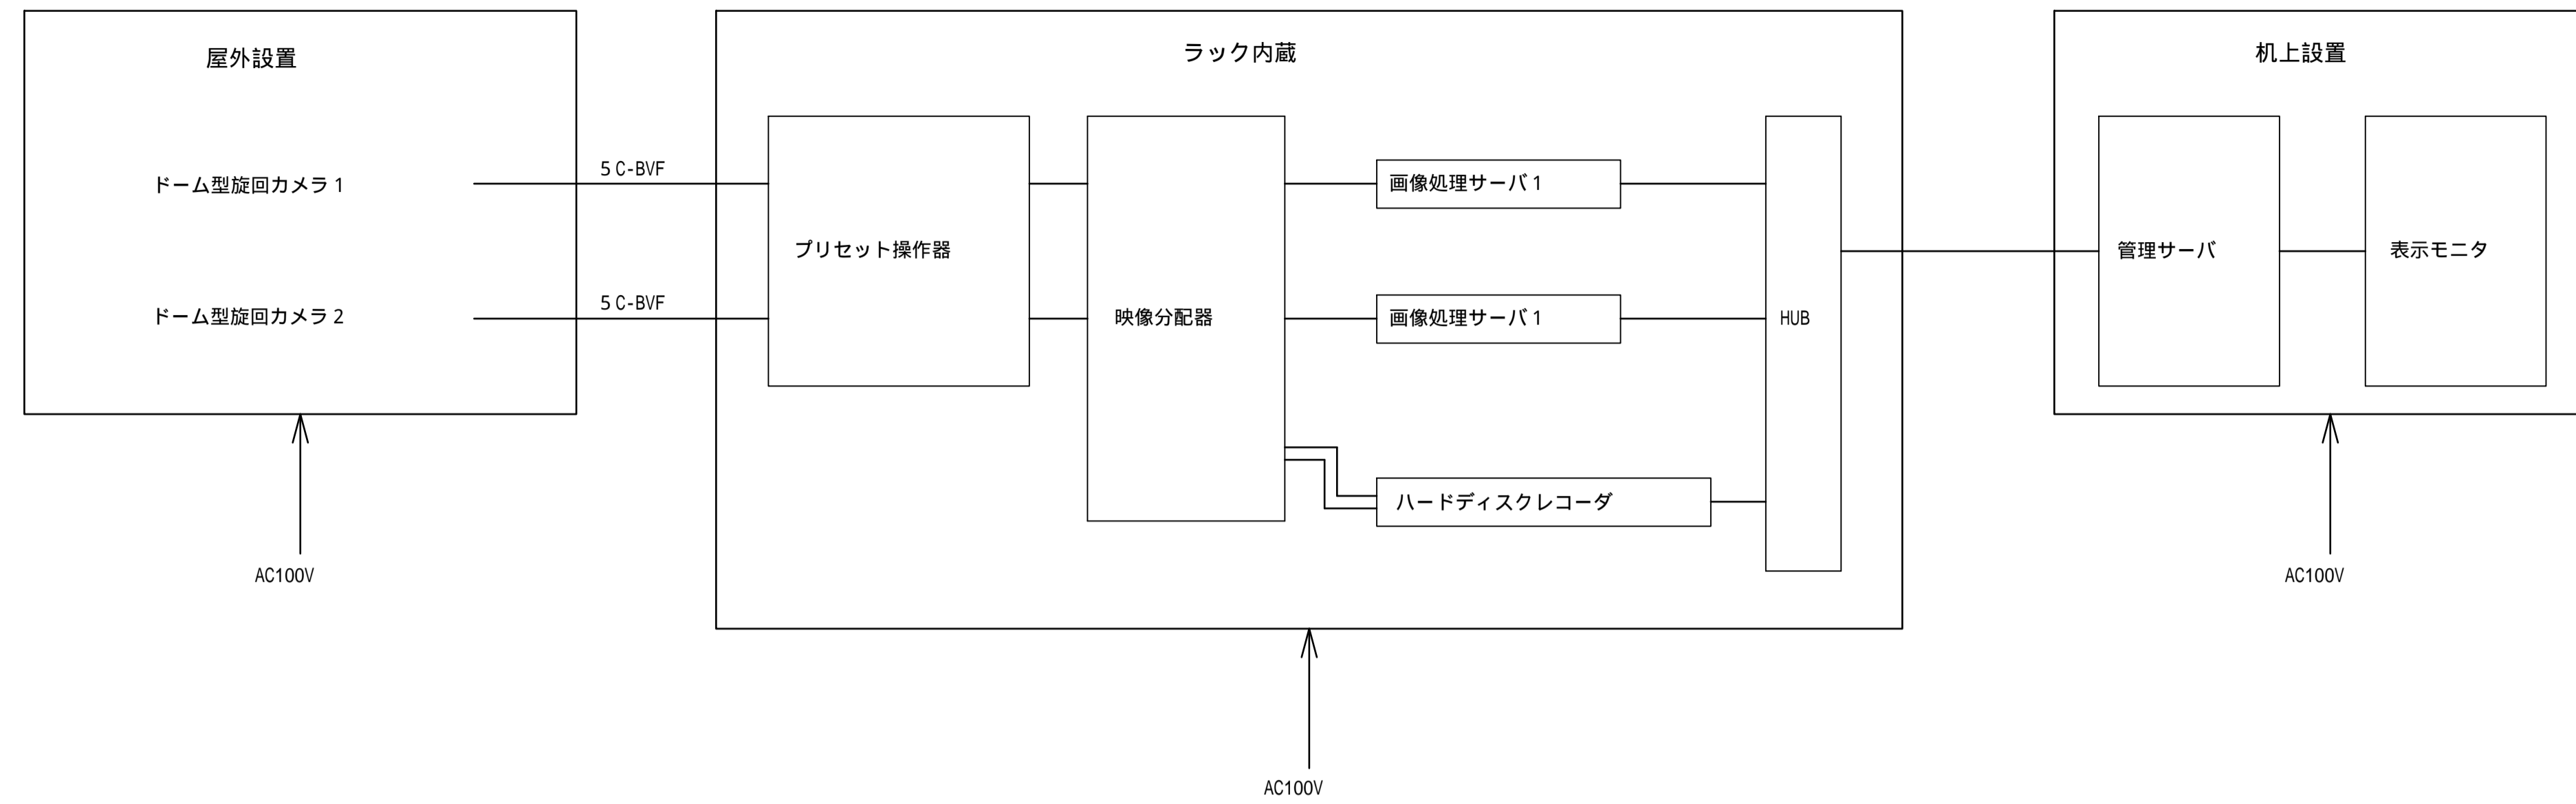 屋外設置
ドーム型旋回カメラ 1
ドーム型旋回カメラ 2
AC100V
5 C-BVF
5 C-BVF
ラック内蔵
プリセット操作器
映像分配器
画像処理サーバ 1
画像処理サーバ 1
ハードディスクレコーダ
HUB
AC100V
机上設置
管理サーバ
表示モニタ
AC100V